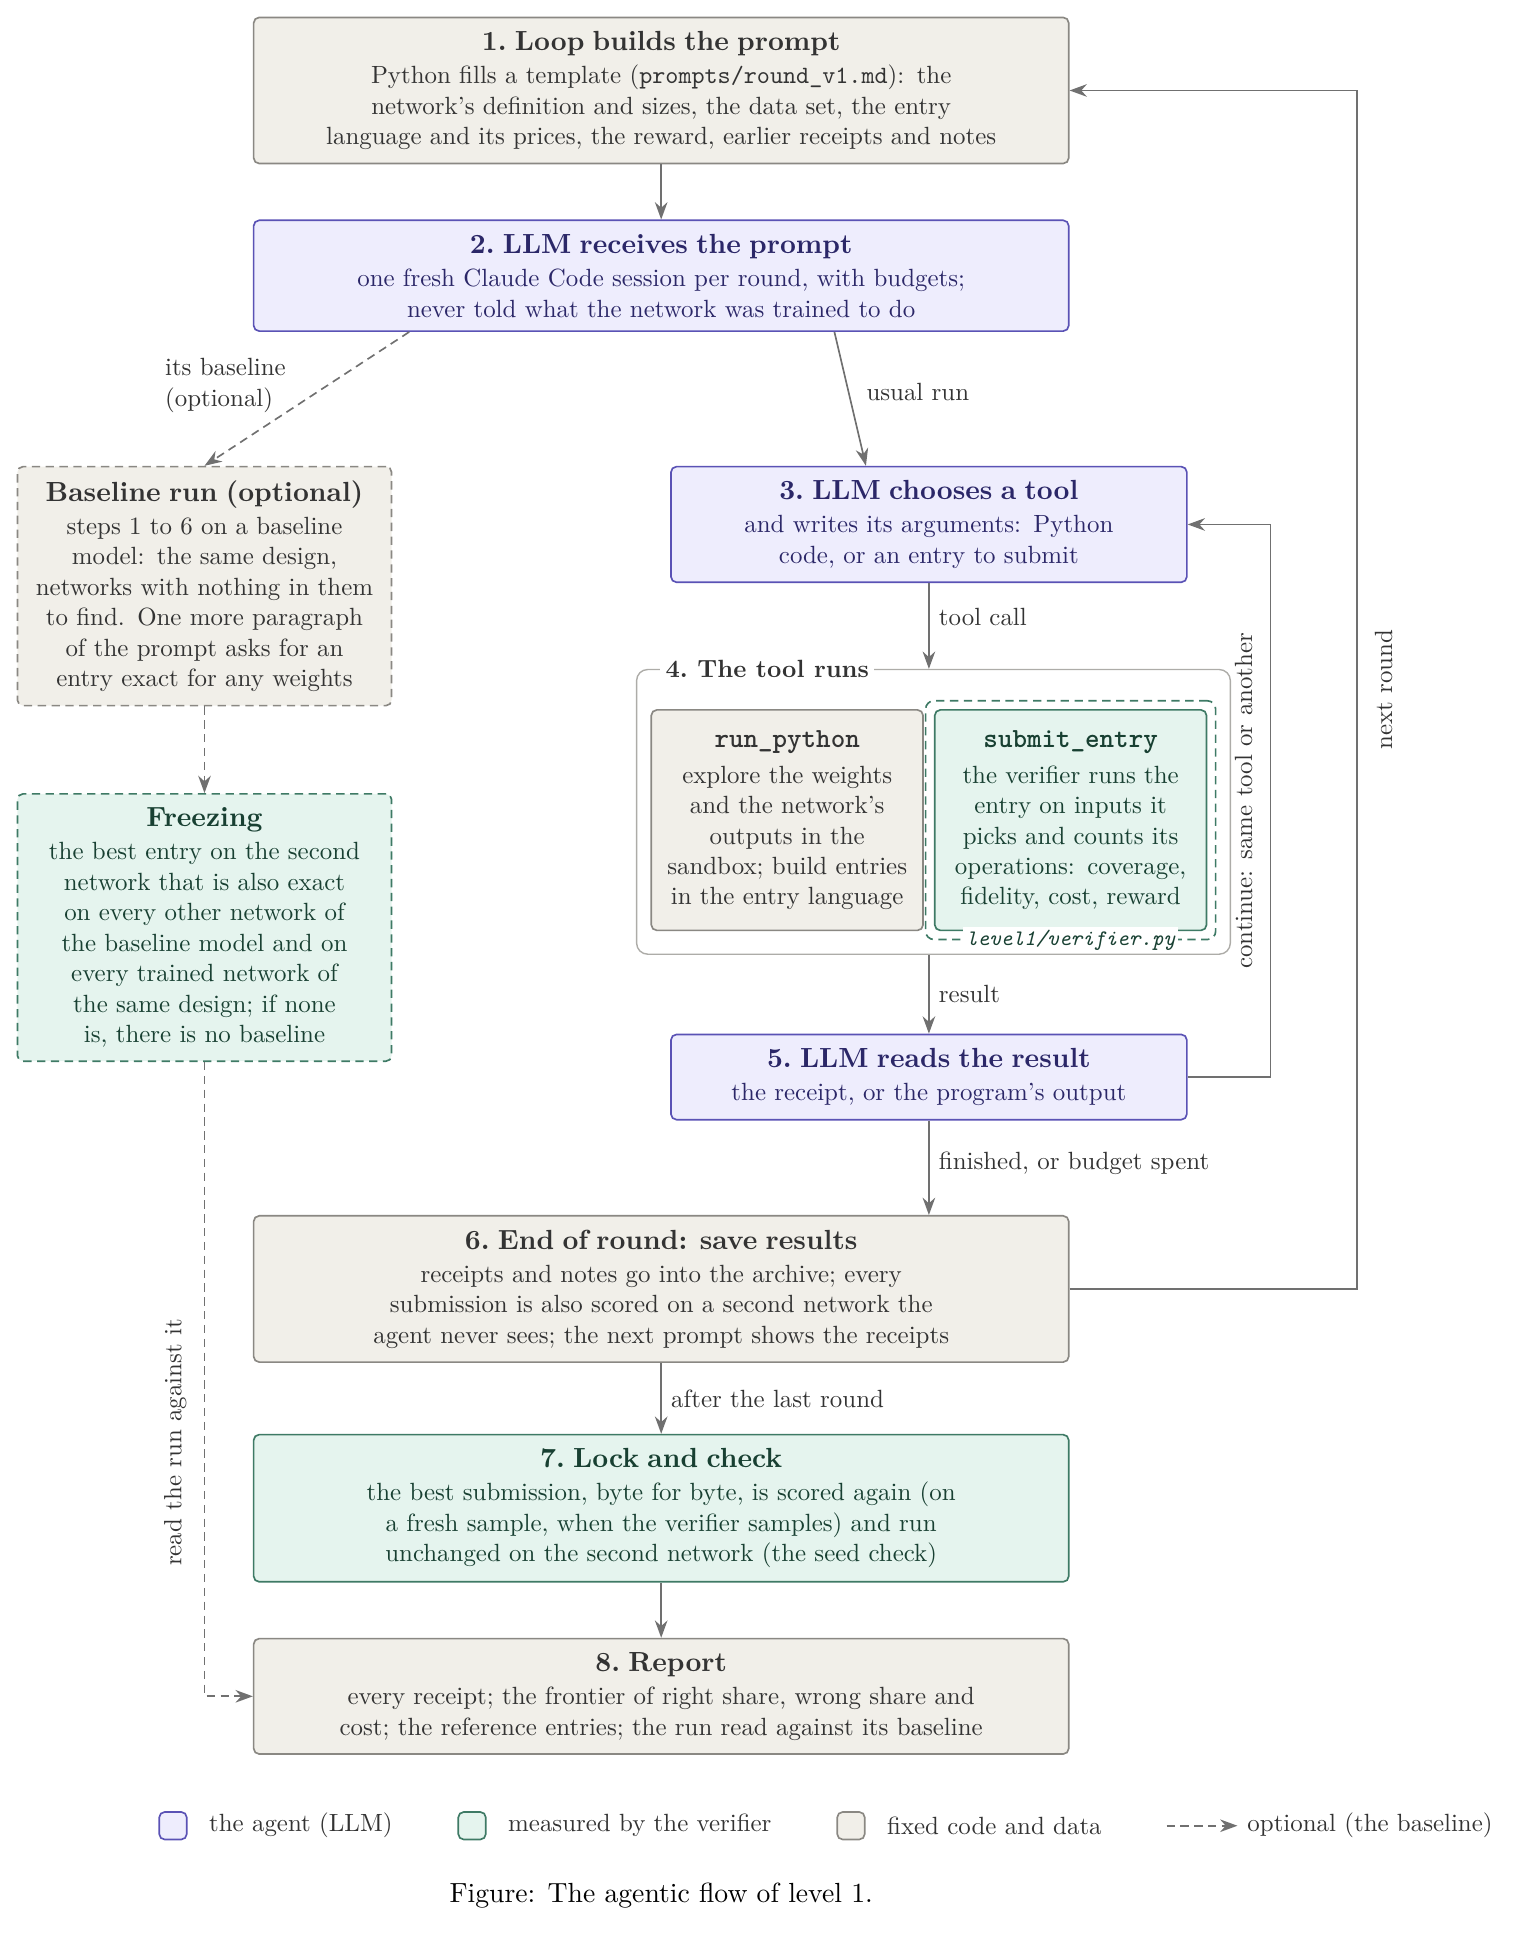 1. Loop builds the prompt
Python fills a template (prompts/round_v1.md): the
network's definition and sizes, the data set, the entry
language and its prices, the reward, earlier receipts and notes
2. LLM receives the prompt
one fresh Claude Code session per round, with budgets;
never told what the network was trained to do
its baseline
(optional)
usual run
Baseline run (optional)
steps 1 to 6 on a baseline
model: the same design,
networks with nothing in them
to find. One more paragraph
of the prompt asks for an
entry exact for any weights
3. LLM chooses a tool
and writes its arguments: Python
code, or an entry to submit
tool call
4. The tool runs
run_python
explore the weights
and the network's
outputs in the
sandbox; build entries
in the entry language
submit_entry
the verifier runs the
entry on inputs it
picks and counts its
operations: coverage,
fidelity, cost, reward
level1/verifier.py
continue: same tool or another
next round
Freezing
the best entry on the second
network that is also exact
on every other network of
the baseline model and on
every trained network of
the same design; if none
is, there is no baseline
result
5. LLM reads the result
the receipt, or the program's output
finished, or budget spent
6. End of round: save results
receipts and notes go into the archive; every
submission is also scored on a second network the
agent never sees; the next prompt shows the receipts
read the run against it
after the last round
7. Lock and check
the best submission, byte for byte, is scored again (on
a fresh sample, when the verifier samples) and run
unchanged on the second network (the seed check)
8. Report
every receipt; the frontier of right share, wrong share and
cost; the reference entries; the run read against its baseline
the agent (LLM)
measured by the verifier
fixed code and data
optional (the baseline)
Figure: The agentic flow of level 1.